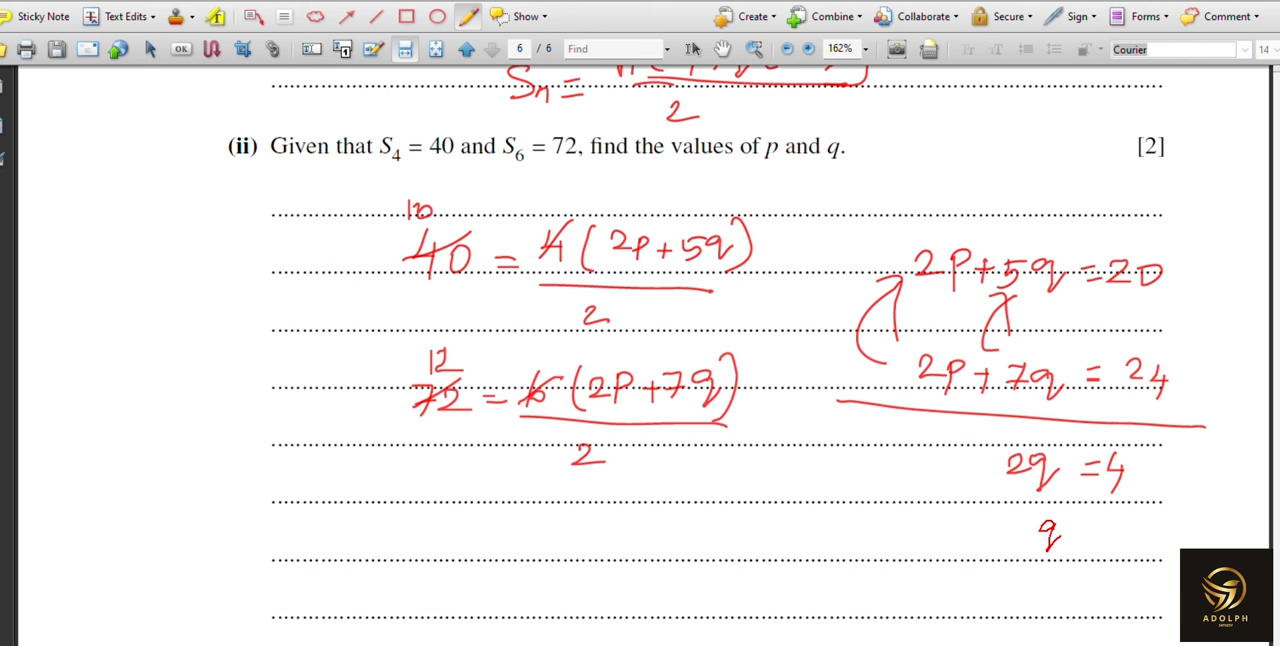 Sticky Note Text Edits Show Create Combine Collaborate Secure Sign Forms Comment
OK 6 / 6 Find 162% Tr T Courier 14
Sn =
2
(ii) Given that S4 = 40 and S6 = 72, find the values of p and q. [2]
10
40 = 4(2p+5q)
2
2p+5q = 20
12
72 = 6(2p+7q)
2
2p+7q = 24
2q = 4
q
ADOLPH